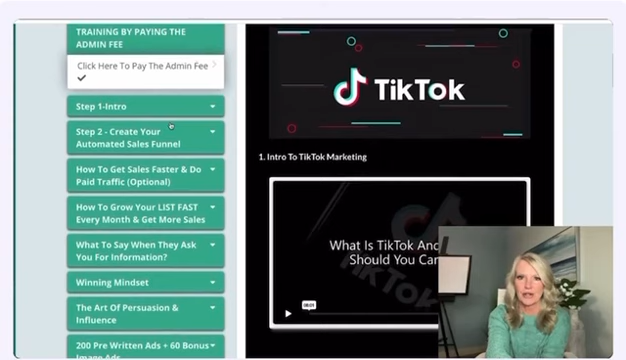 TRAINING BY PAYING THE
ADMIN FEE
Click Here To Pay The Admin Fee
Step 1-Intro
Step 2 - Create Your
Automated Sales Funnel
How To Get Sales Faster & Do
Paid Traffic (Optional)
How To Grow Your LIST FAST
Every Month & Get More Sales
What To Say When They Ask
You For Information?
Winning Mindset
The Art Of Persuasion &
Influence
200 Pre Written Ads + 60 Bonus
Image Ads
TikTok
1. Intro To TikTok Marketing
What Is TikTok And
Should You Car
TikTok